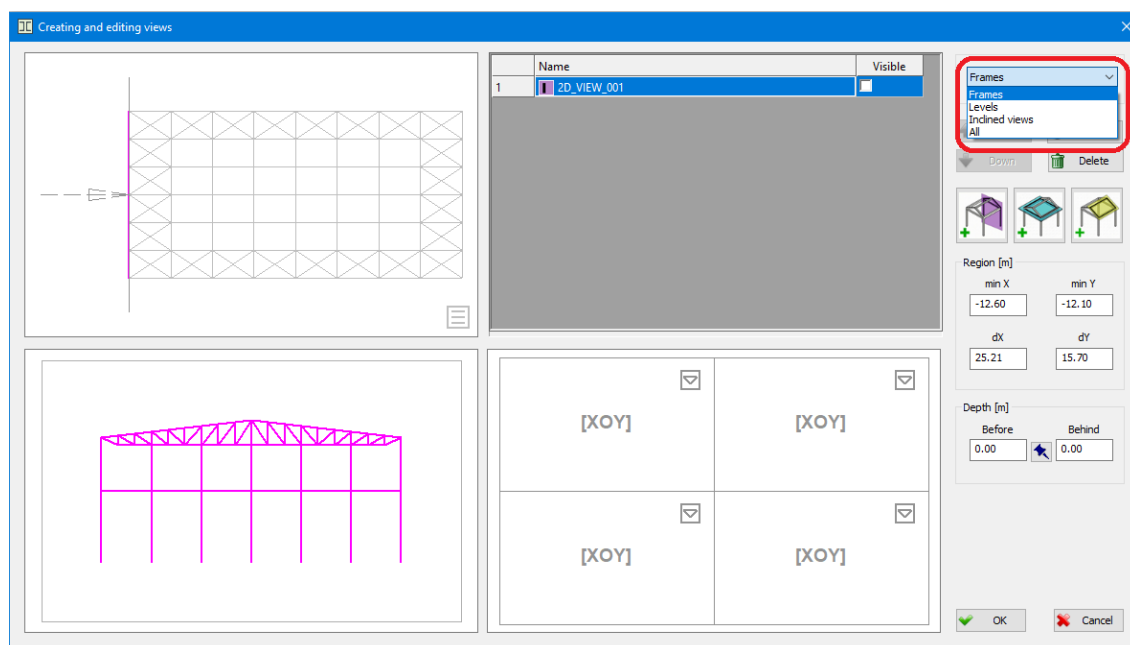 Creating and editing views
Name Visible
1 2D_VIEW_001
Frames
Frames
Levels
Inclined views
All
Down Delete
Region [m]
min X min Y
-12.60 -12.10
dX dY
25.21 15.70
Depth [m]
Before Behind
0.00 0.00
[XOY] [XOY]
[XOY] [XOY]
OK Cancel